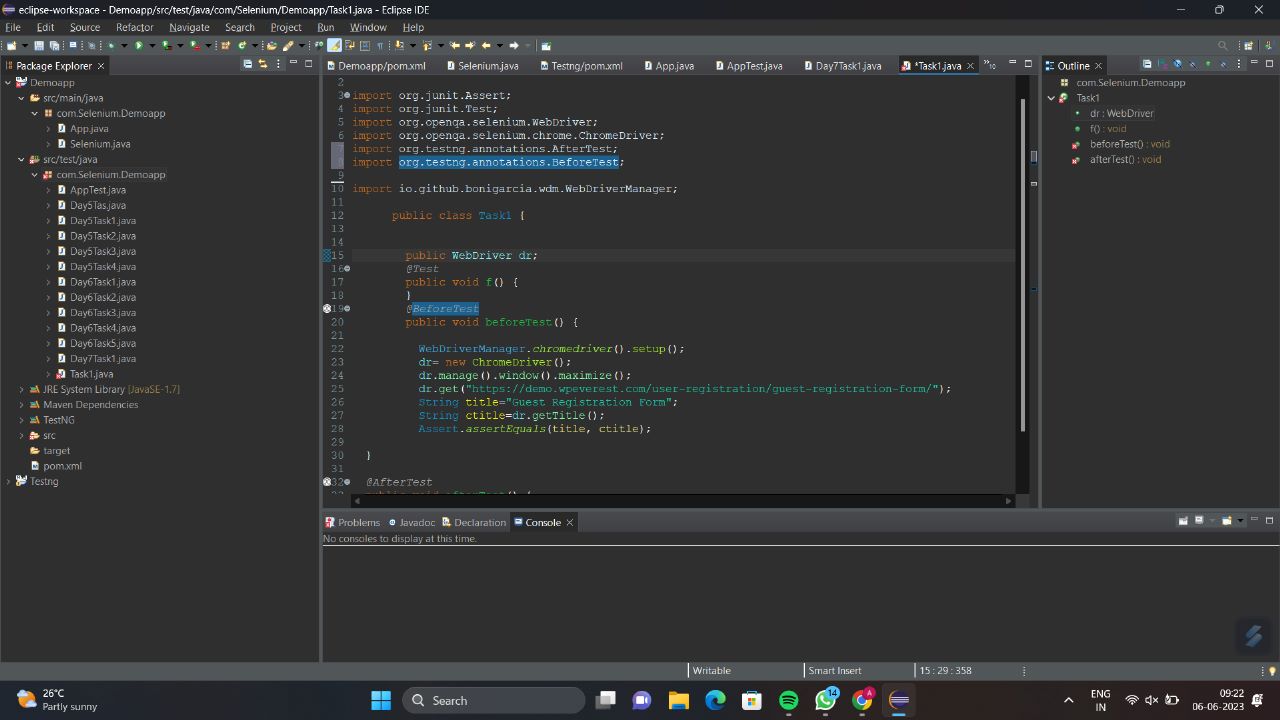 eclipse-workspace - Demoapp/src/test/java/com/Selenium/Demoapp/Task1.java - Eclipse IDE
File Edit Source Refactor Navigate Search Project Run Window Help
Package Explorer
Demoapp
src/main/java
com.Selenium.Demoapp
App.java
Selenium.java
src/test/java
com.Selenium.Demoapp
AppTest.java
Day5Tas.java
Day5Task1.java
Day5Task2.java
Day5Task3.java
Day5Task4.java
Day6Task1.java
Day6Task2.java
Day6Task3.java
Day6Task4.java
Day6Task5.java
Day7Task1.java
Task1.java
JRE System Library [JavaSE-1.7]
Maven Dependencies
TestNG
src
target
pom.xml
Testng
Demoapp/pom.xml Selenium.java Testng/pom.xml App.java AppTest.java Day7Task1.java *Task1.java »10
2
3 import org.junit.Assert;
4 import org.junit.Test;
5 import org.openqa.selenium.WebDriver;
6 import org.openqa.selenium.chrome.ChromeDriver;
7 import org.testng.annotations.AfterTest;
8 import org.testng.annotations.BeforeTest;
9
10 import io.github.bonigarcia.wdm.WebDriverManager;
11
12 public class Task1 {
13
14
15 public WebDriver dr;
16 @Test
17 public void f() {
18 }
19 @BeforeTest
20 public void beforeTest() {
21
22 WebDriverManager.chromedriver().setup();
23 dr= new ChromeDriver();
24 dr.manage().window().maximize();
25 dr.get("https://demo.wpeverest.com/user-registration/guest-registration-form/");
26 String title="Guest Registration Form";
27 String ctitle=dr.getTitle();
28 Assert.assertEquals(title, ctitle);
29
30 }
31
32 @AfterTest
33 public void afterTest() {
Outline
com.Selenium.Demoapp
Task1
dr : WebDriver
f() : void
beforeTest() : void
afterTest() : void
Problems Javadoc Declaration Console
No consoles to display at this time.
Writable Smart Insert 15 : 29 : 358
26°C
Partly sunny
Search
14
A
ENG
IN
09:22
06-06-2023